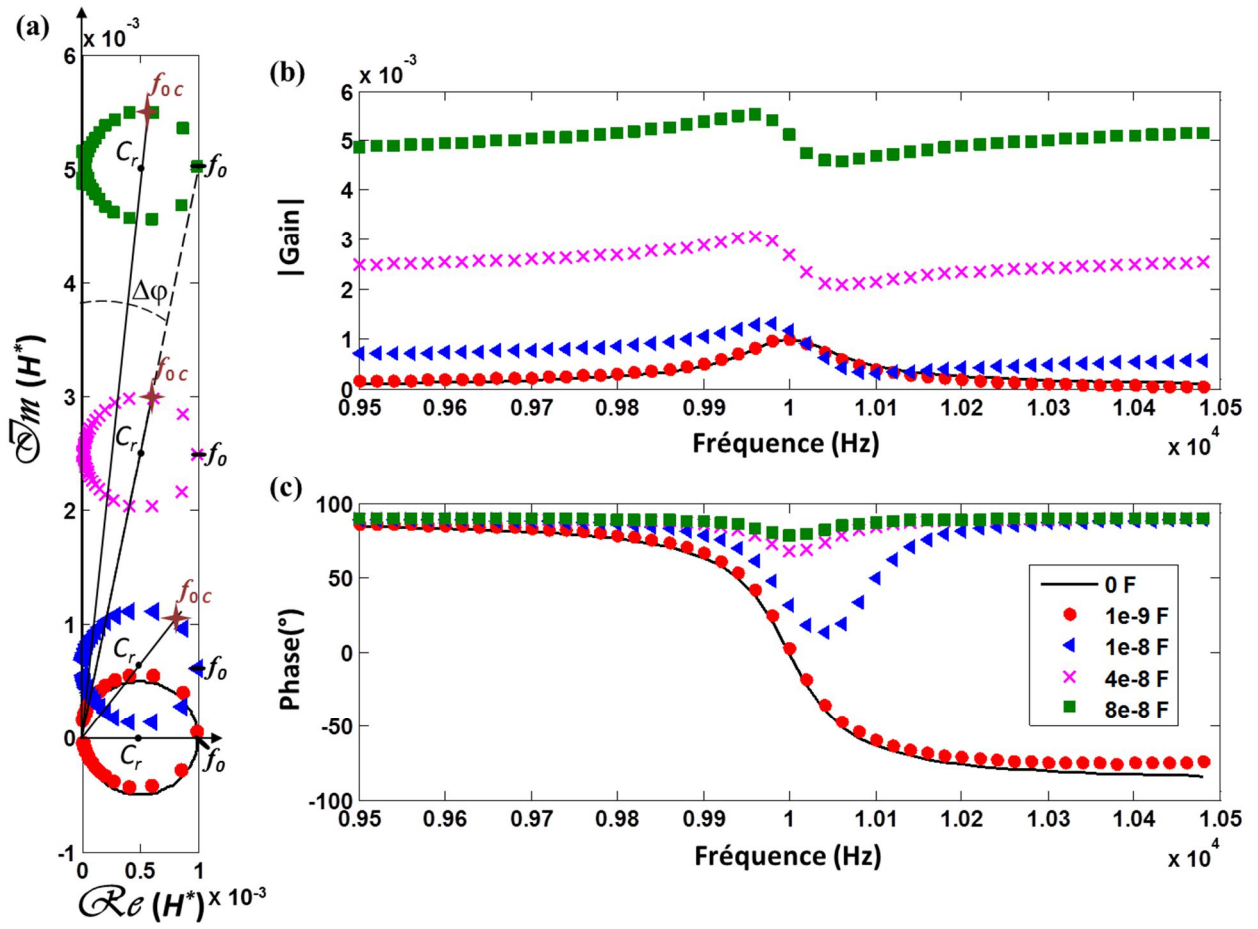 (a)
x 10⁻³
6
5
4
3
2
1
0
-1
0 0.5 1
x 10⁻³
ℐm (H*)
ℛe (H*)
f₀c
Cr
f₀
Δφ
f₀c
Cr
f₀
f₀c
Cr
f₀
Cr
f₀
(b)
x 10⁻³
6
5
4
3
2
1
0
|Gain|
0.95 0.96 0.97 0.98 0.99 1 1.01 1.02 1.03 1.04 1.05
Fréquence (Hz)
x 10⁴
(c)
100
50
0
-50
-100
Phase(°)
0 F
1e-9 F
1e-8 F
4e-8 F
8e-8 F
0.95 0.96 0.97 0.98 0.99 1 1.01 1.02 1.03 1.04 1.05
Fréquence (Hz)
x 10⁴